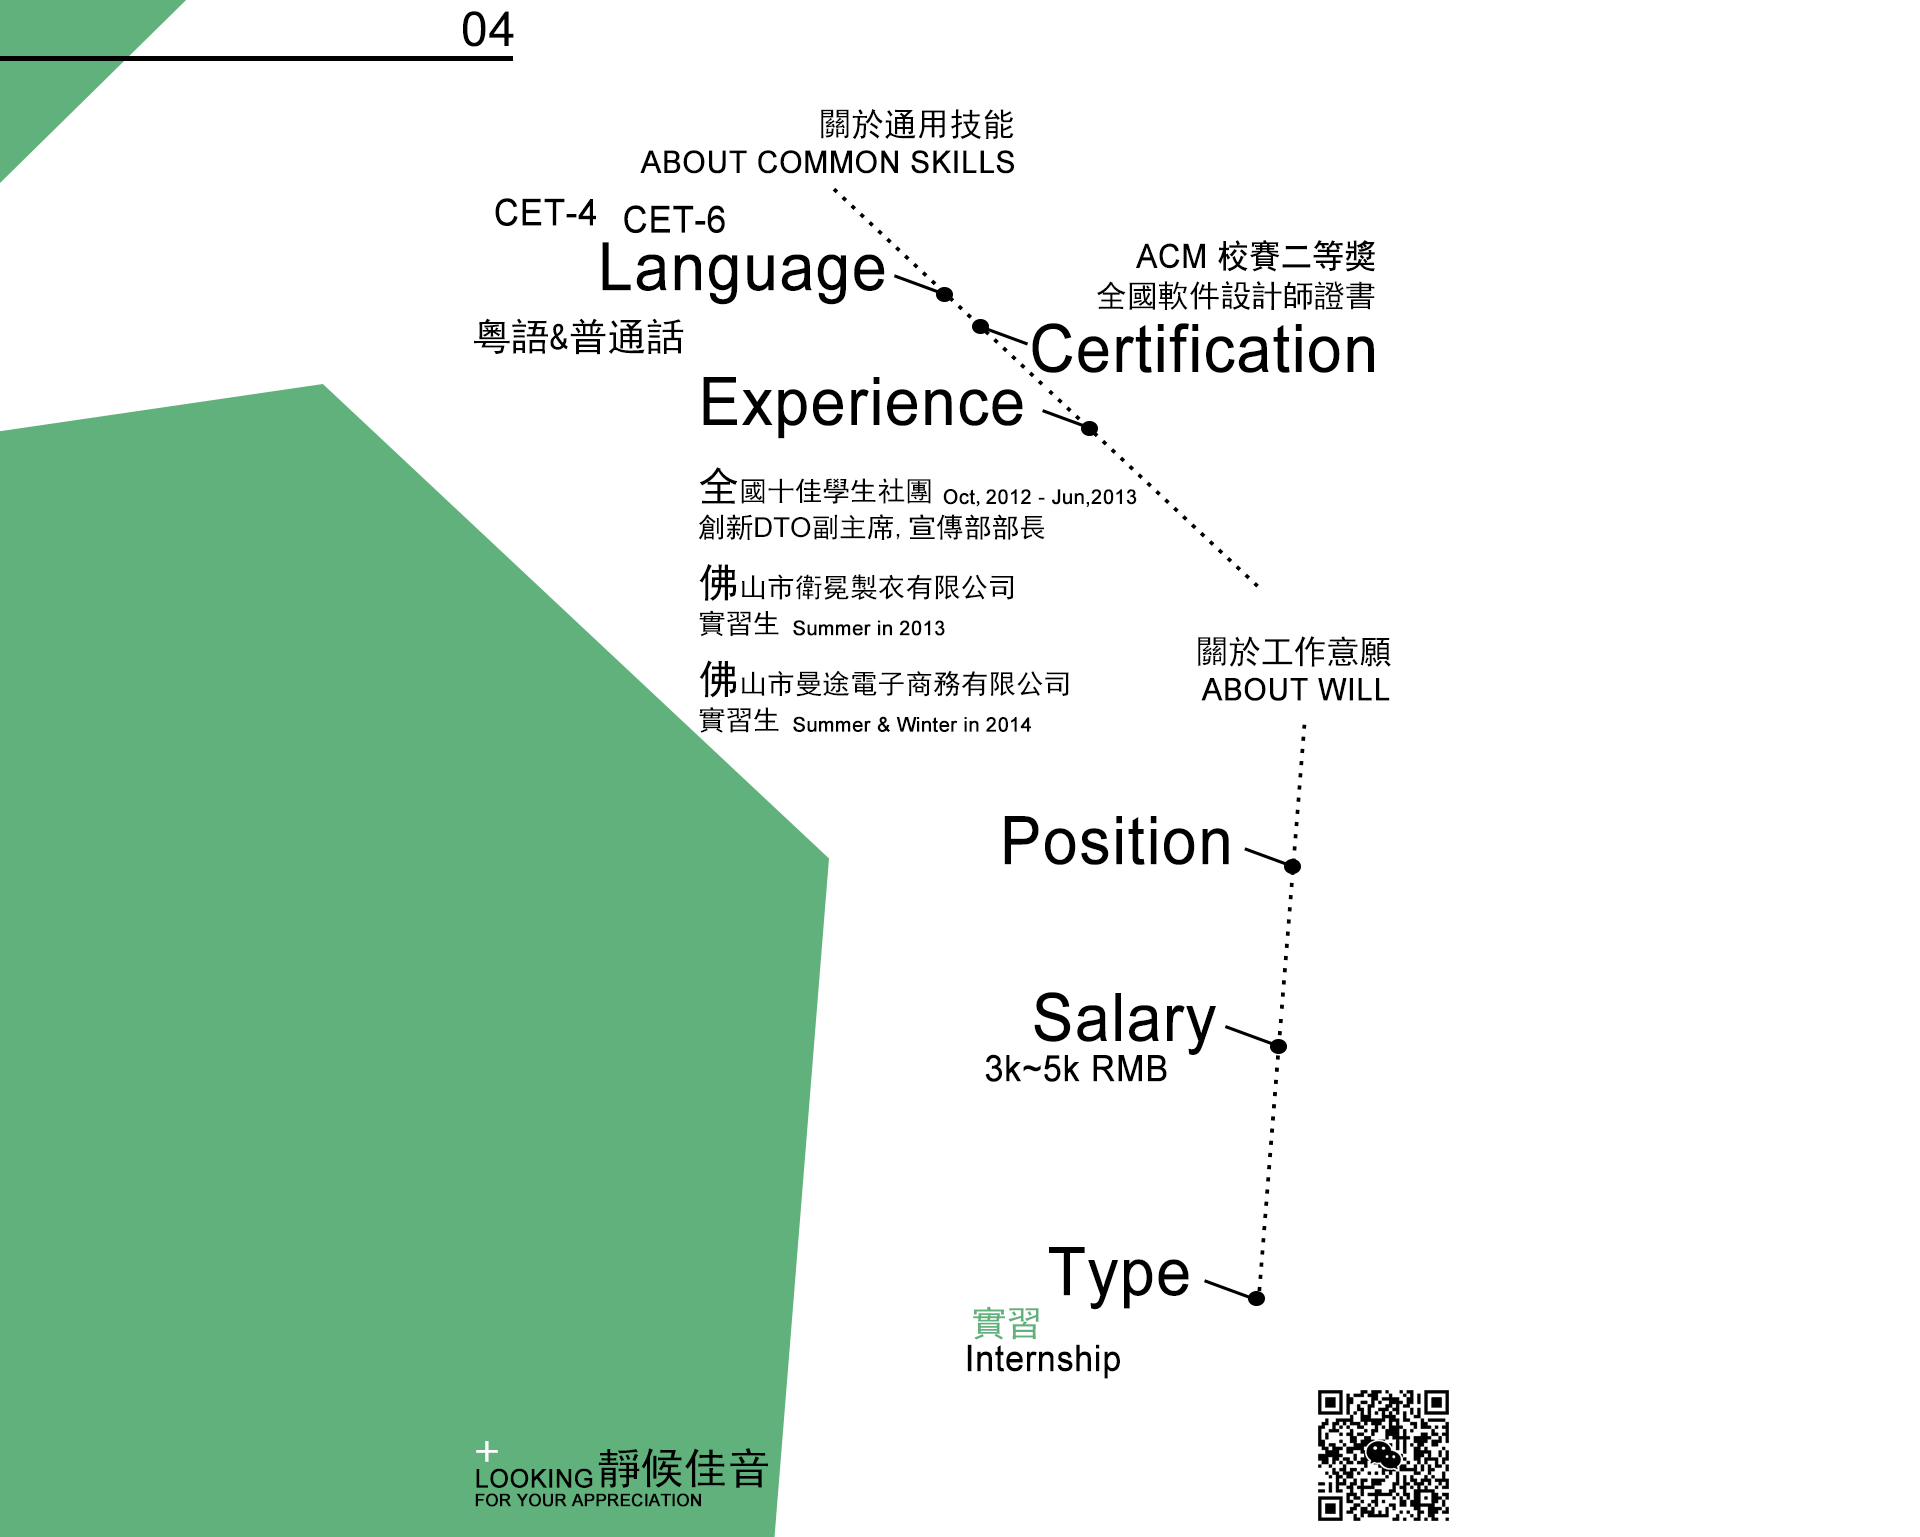 04
關於通用技能
ABOUT COMMON SKILLS
CET-4 CET-6
Language
粵語&普通話
ACM 校賽二等獎
全國軟件設計師證書
Certification
Experience
全國十佳學生社團 Oct, 2012 - Jun,2013
創新DTO副主席, 宣傳部部長
佛山市衛冕製衣有限公司
實習生 Summer in 2013
佛山市曼途電子商務有限公司
實習生 Summer & Winter in 2014
關於工作意願
ABOUT WILL
Position
Salary
3k~5k RMB
Type
實習
Internship
+
LOOKING 靜候佳音
FOR YOUR APPRECIATION